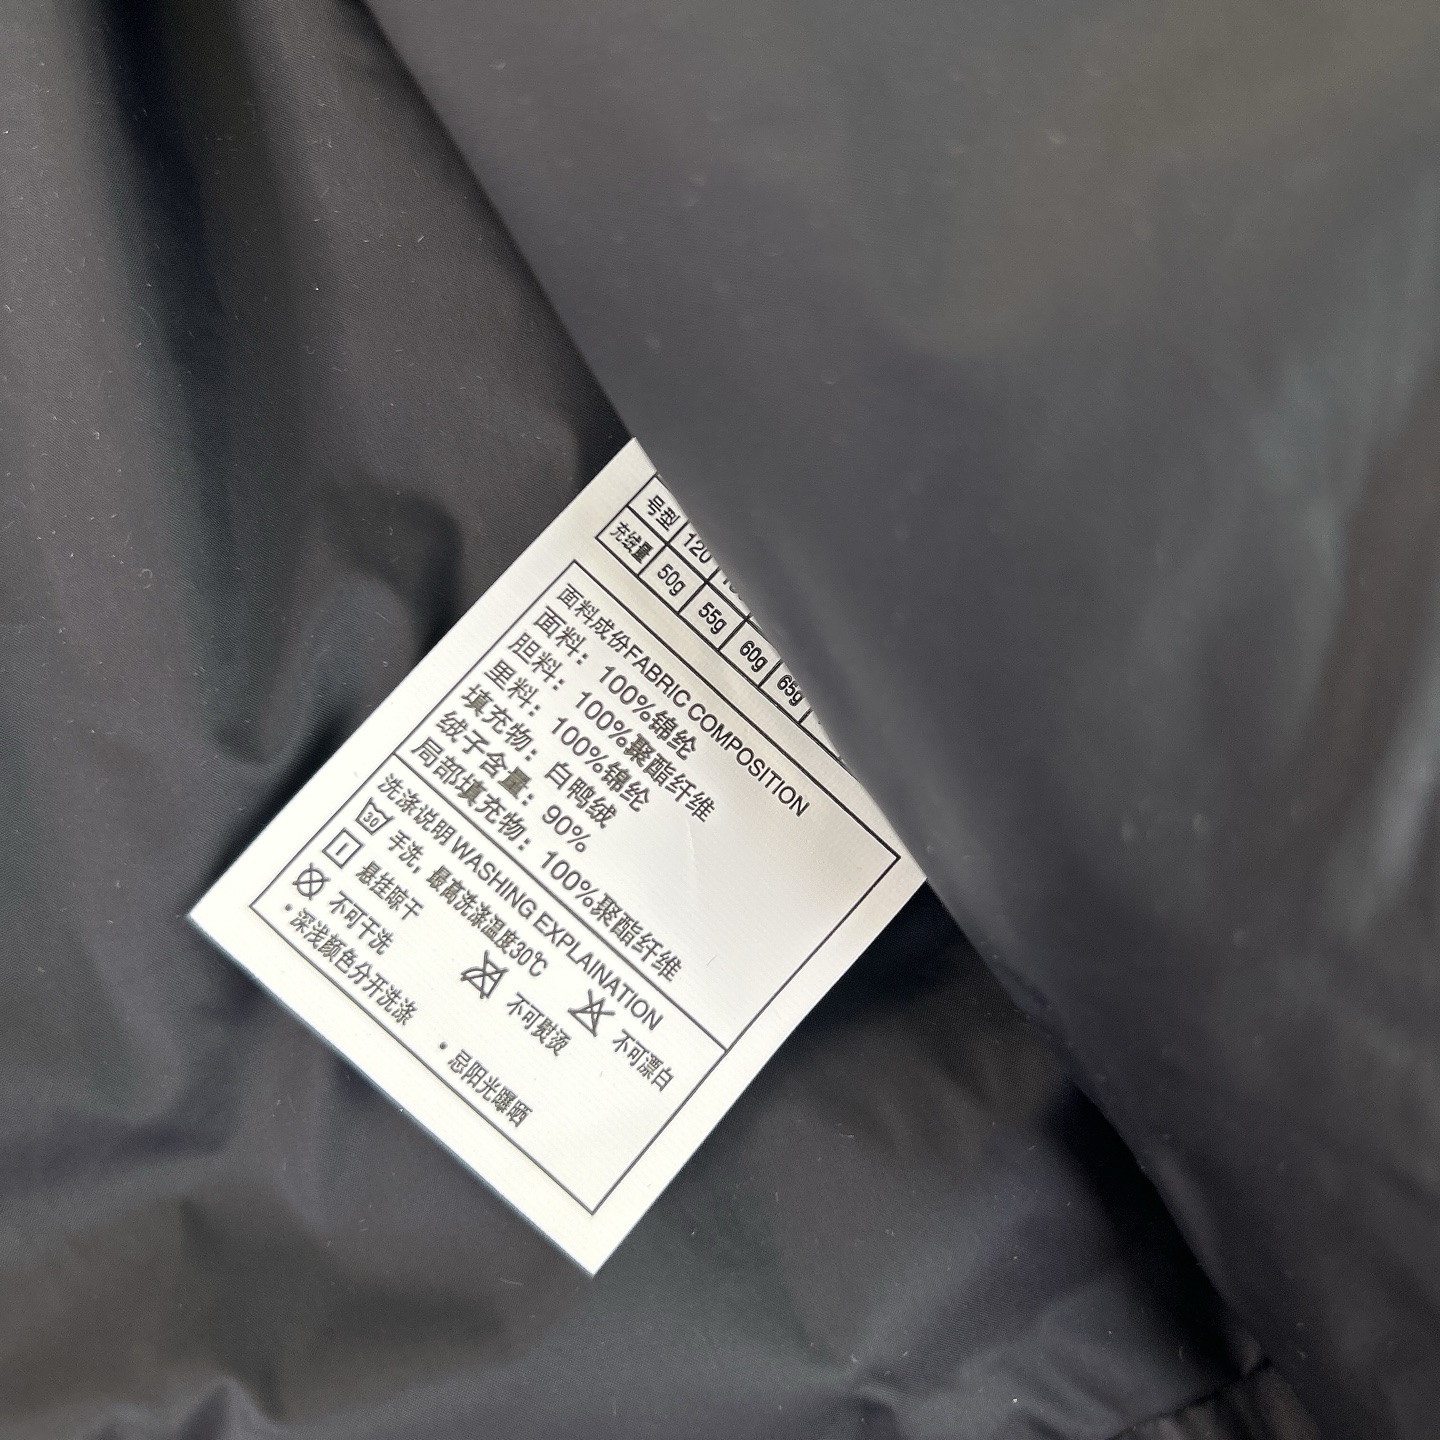 号型 120
充绒量 50g 55g 60g 65g
面料成份FABRIC COMPOSITION
面料：100%锦纶
胆料：100%聚酯纤维
里料：100%锦纶
填充物：白鸭绒
绒子含量：90%
局部填充物：100%聚酯纤维
洗涤说明 WASHING EXPLAINATION
30 手洗，最高洗涤温度30℃
悬挂晾干 不可熨烫 不可漂白
不可干洗
·深浅颜色分开洗涤 ·忌阳光曝晒